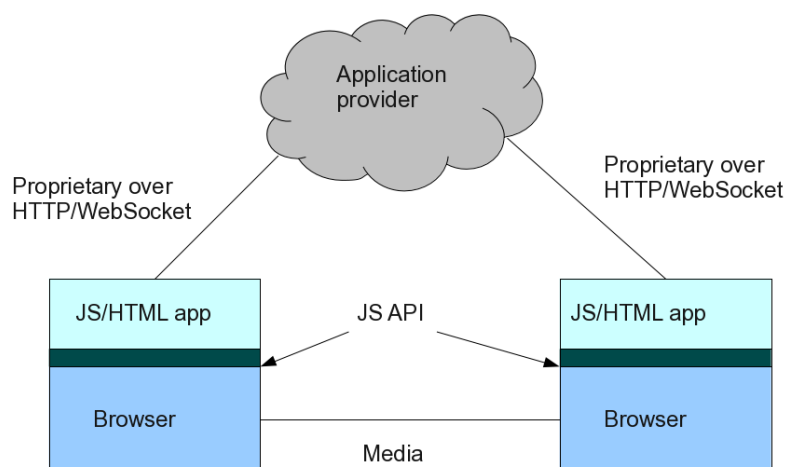 Application
provider
Proprietary over
HTTP/WebSocket
Proprietary over
HTTP/WebSocket
JS/HTML app
JS API
JS/HTML app
Browser
Browser
Media